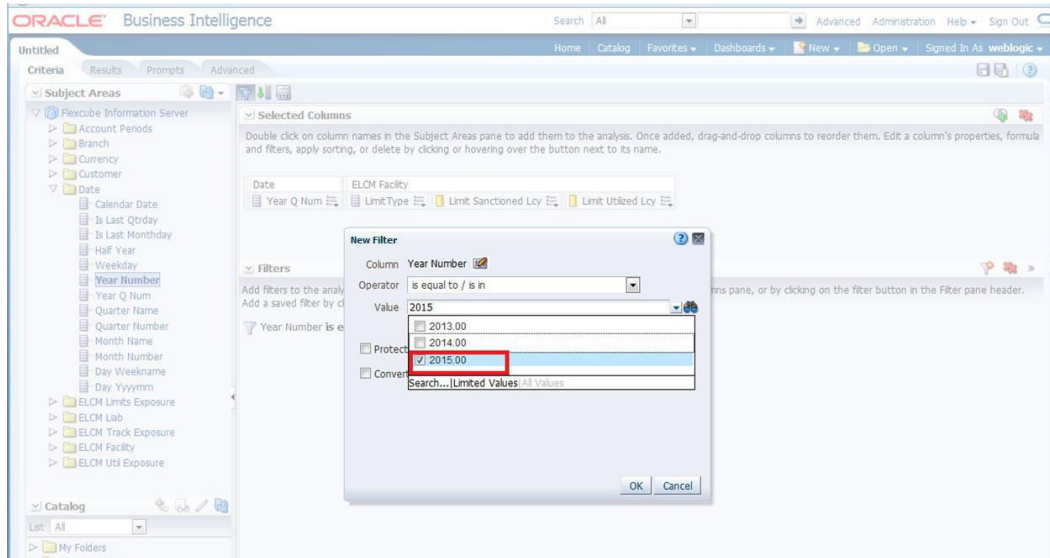 ORACLE Business Intelligence
Search All Advanced Administration Help Sign Out
Untitled
Home Catalog Favorites Dashboards New Open Signed In As weblogic
Criteria Results Prompts Advanced
Subject Areas
Flexcube Information Server
Account Periods
Branch
Currency
Customer
Date
Calendar Date
Is Last Qtrday
Is Last Monthday
Half Year
Weekday
Year Number
Year Q Num
Quarter Name
Quarter Number
Month Name
Month Number
Day Weekname
Day Yyyymm
ELCM Limits Exposure
ELCM Liab
ELCM Track Exposure
ELCM Facility
ELCM Util Exposure
Catalog
List All
My Folders
Selected Columns
Double click on column names in the Subject Areas pane to add them to the analysis. Once added, drag-and-drop columns to reorder them. Edit a column's properties, formula
and filters, apply sorting, or delete by clicking or hovering over the button next to its name.
Date ELCM Facility
Year Q Num LimitType Limit Sanctioned Lcy Limit Utilized Lcy
Filters
Add filters to the analy ns pane, or by clicking on the filter button in the Filter pane header.
Add a saved filter by cl
Year Number is e
New Filter
Column Year Number
Operator is equal to / is in
Value 2015
2013.00
2014.00
Protect
2015.00
Convert
Search...|Limited Values|All Values
OK Cancel